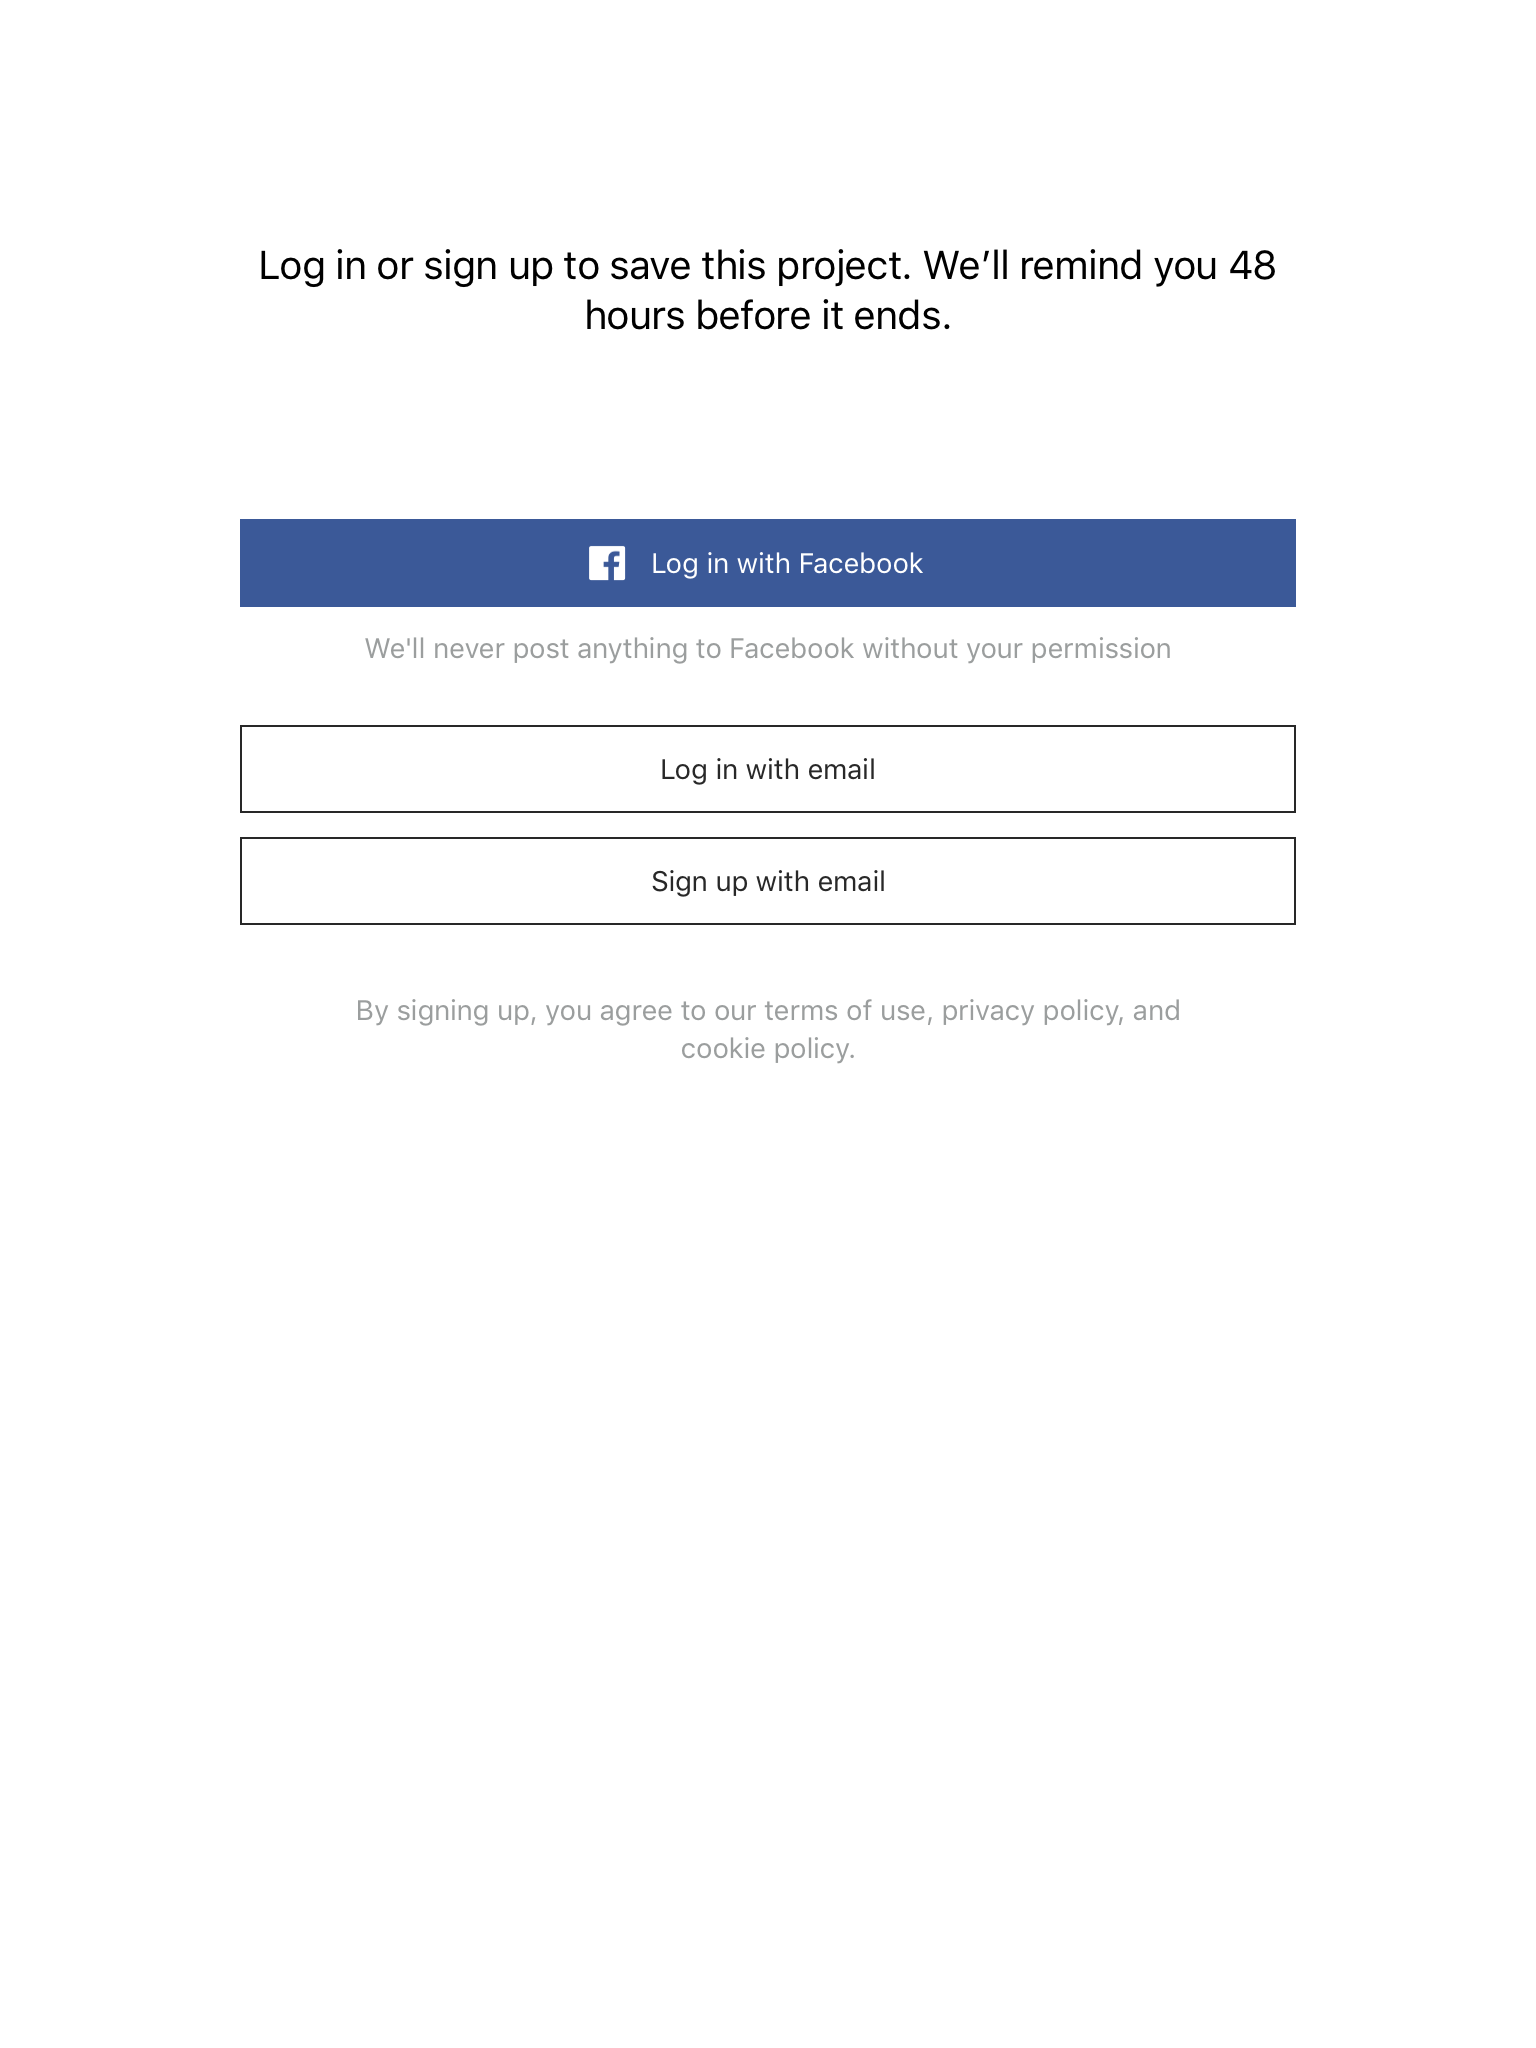 Log in or sign up to save this project. We’ll remind you 48
hours before it ends.
Log in with Facebook
We'll never post anything to Facebook without your permission
Log in with email
Sign up with email
By signing up, you agree to our terms of use, privacy policy, and
cookie policy.